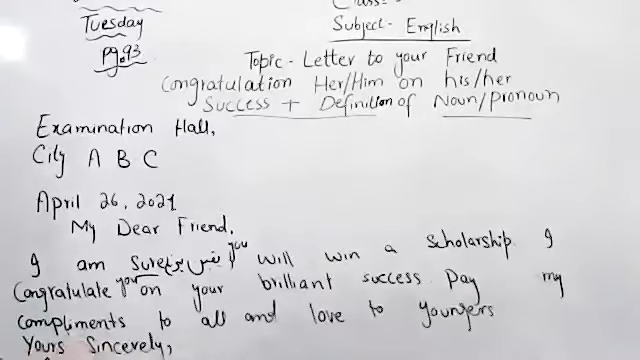 Tuesday
Pg.93
Subject- English
Topic - Letter to your Friend
Congratulation Her/Him on his/her
Success + Definition of Noun/pronoun
Examination Hall,
City A B C
April 26, 2021
My Dear Friend,
I am sure you will win a scholarship. I
Congratulate you on your brilliant success. Pay my
compliments to all and love to youngers
Yours Sincerely,